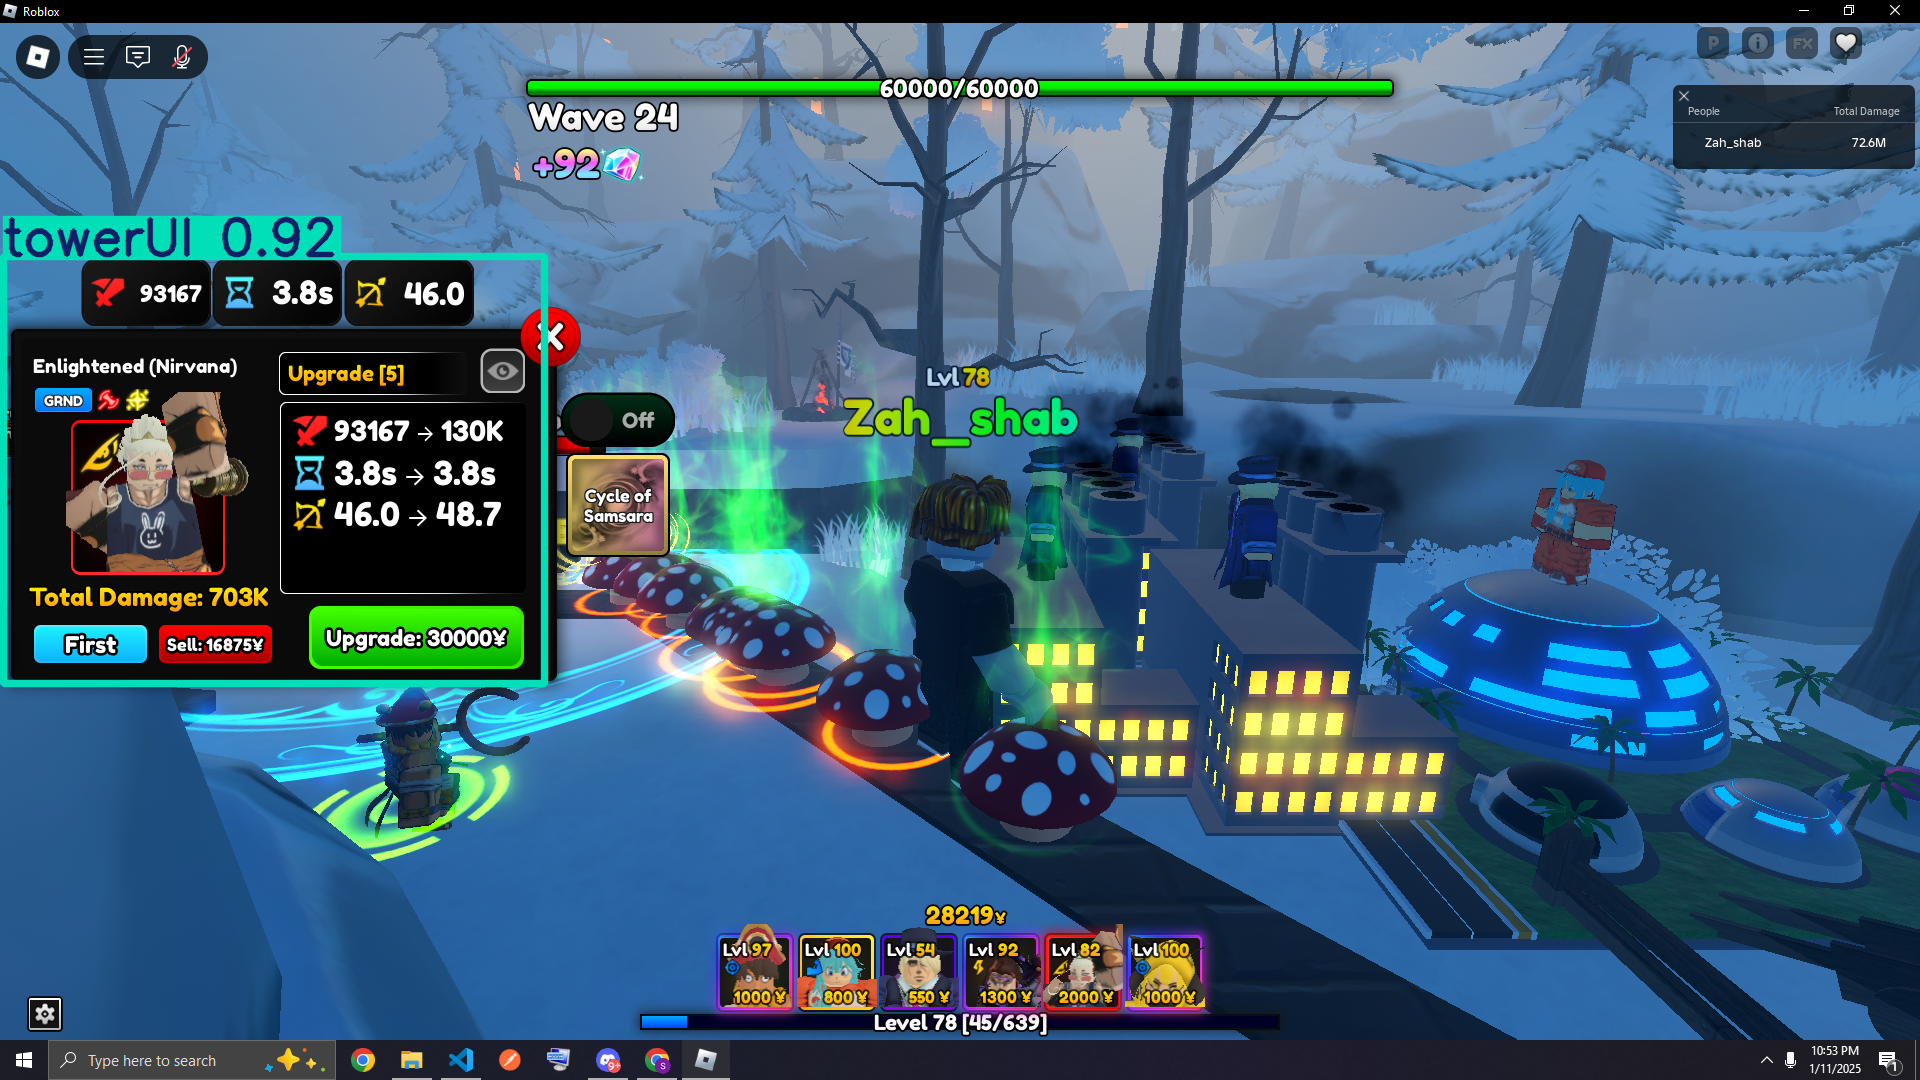 Roblox
P
i
FX
60000/60000
Wave 24
+92
People Total Damage
Zah_shab 72.6M
towerUI 0.92
93167 3.8s 46.0
Enlightened (Nirvana)
Upgrade [5]
GRND
93167 → 130K
3.8s → 3.8s
46.0 → 48.7
Total Damage: 703K
First
Sell: 16875¥
Upgrade: 30000¥
Off
Cycle of
Samsara
Lvl 78
Zah_shab
28219¥
Lvl 97 Lvl 100 Lvl 54 Lvl 92 Lvl 82 Lvl 100
1000 ¥ 800 ¥ 550 ¥ 1300 ¥ 2000 ¥ 1000 ¥
Level 78 [45/639]
Type here to search
9+
S
10:53 PM
1/11/2025
1